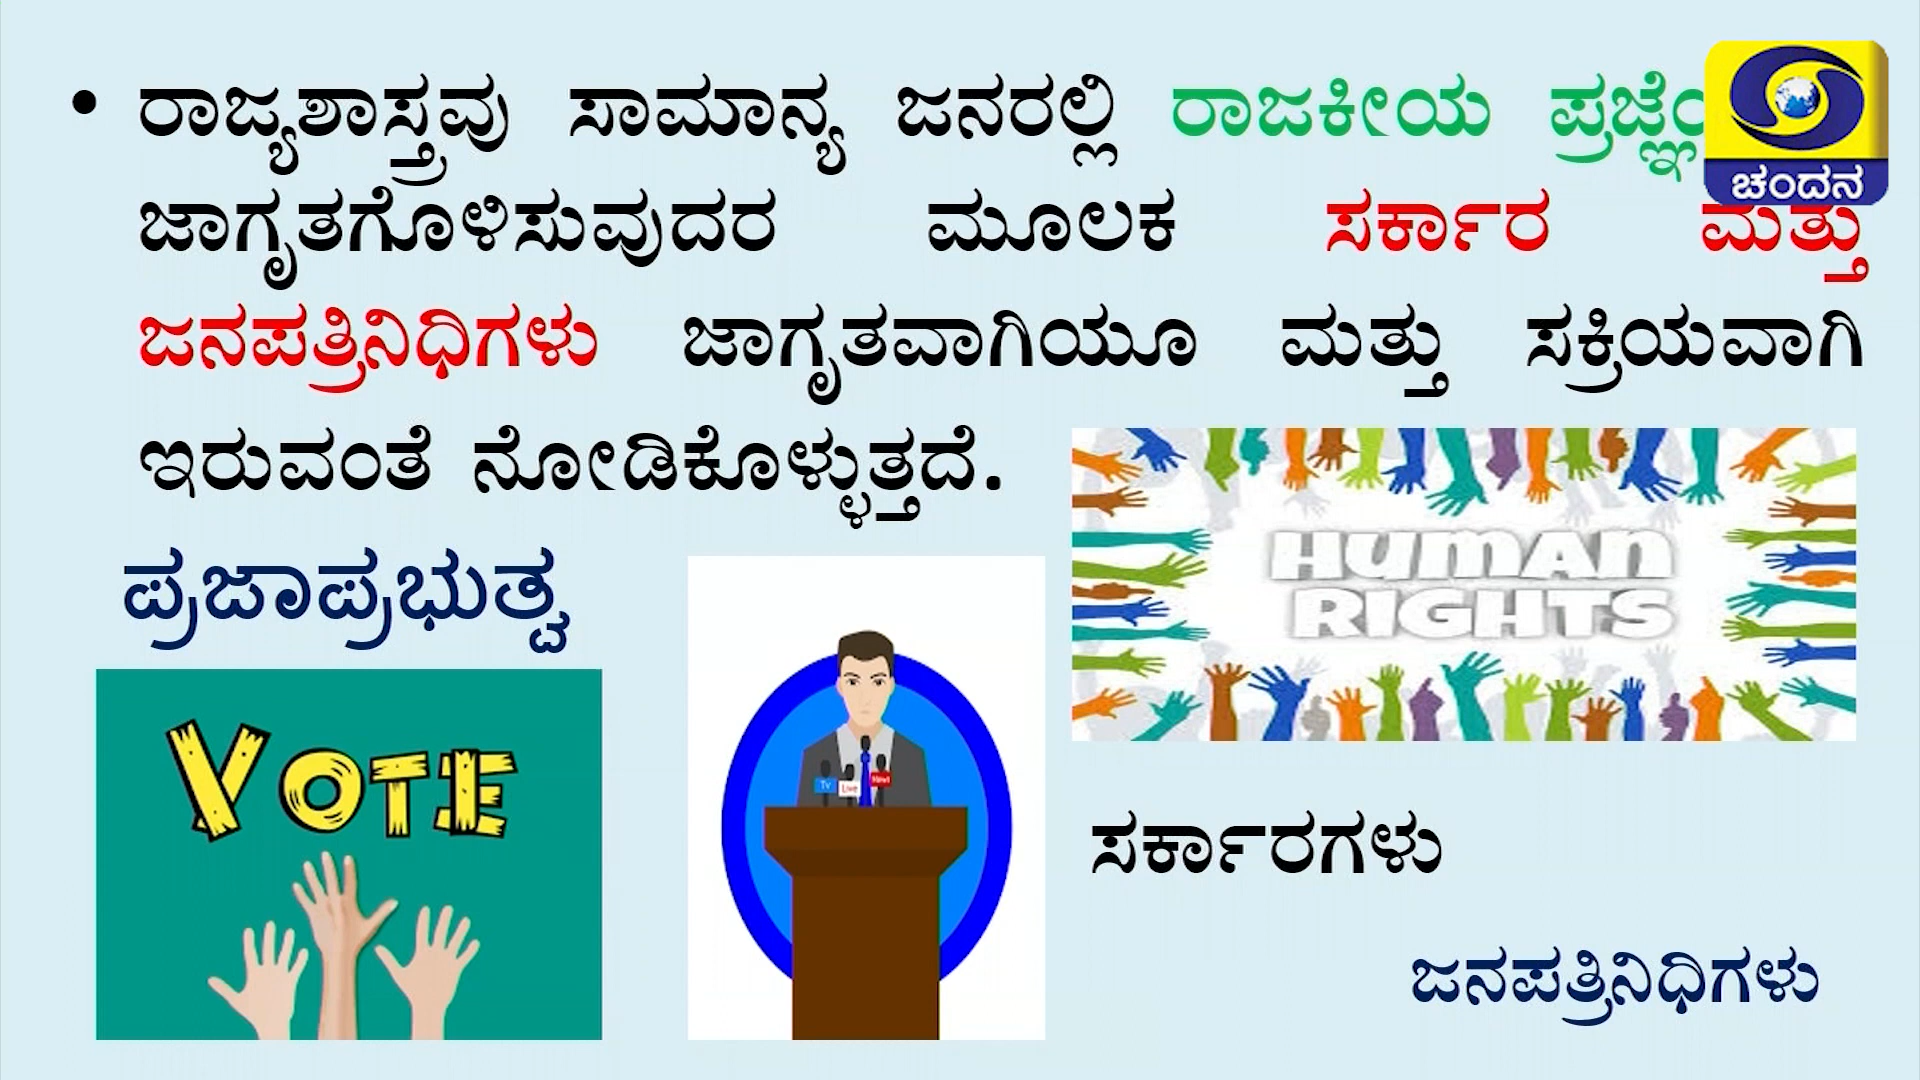 • ರಾಜ್ಯಶಾಸ್ತ್ರವು ಸಾಮಾನ್ಯ ಜನರಲ್ಲಿ ರಾಜಕೀಯ
ಚಂದನ
ಜಾಗೃತಗೊಳಿಸುವುದರ ಮೂಲಕ ಸರ್ಕಾರ ಮತ್ತು
ಜನಪತ್ರಿನಿಧಿಗಳು ಜಾಗೃತವಾಗಿಯೂ ಮತ್ತು ಸಕ್ರಿಯವಾಗಿ
ಇರುವಂತೆ ನೋಡಿಕೊಳ್ಳುತ್ತದೆ.
HUMAN
RIGHTS
ಪ್ರಜಾಪ್ರಭುತ್ವ
VOTE
Tv Live News
ಸರ್ಕಾರಗಳು
ಜನಪತ್ರಿನಿಧಿಗಳು